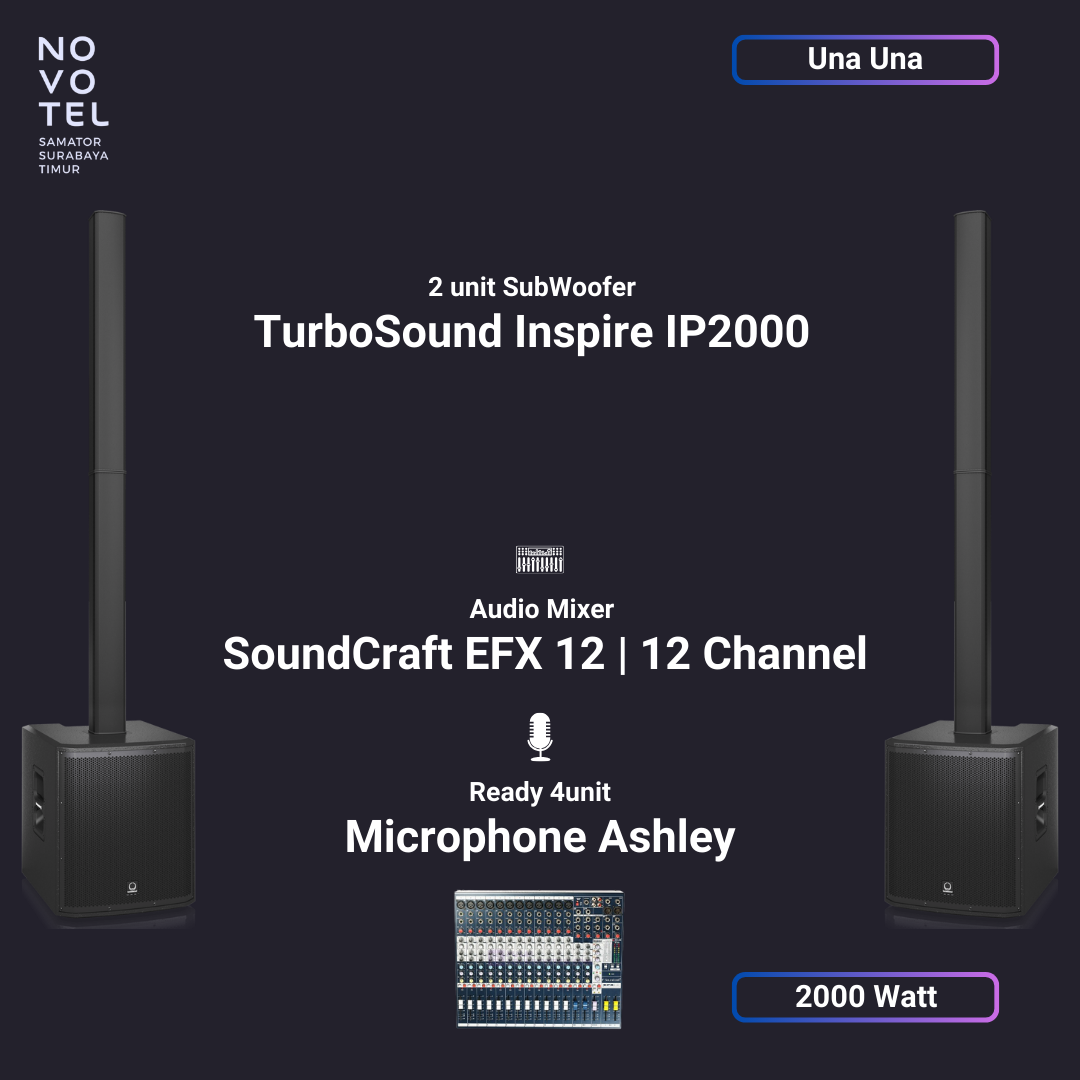 NO
VO
TEL
SAMATOR
SURABAYA
TIMUR
Una Una
2 unit SubWoofer
TurboSound Inspire IP2000
Audio Mixer
SoundCraft EFX 12 | 12 Channel
Ready 4unit
Microphone Ashley
2000 Watt